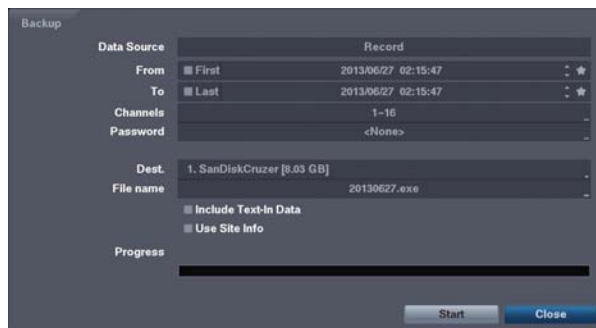 Backup
Data Source Record
From First 2013/06/27 02:15:47
To Last 2013/06/27 02:15:47
Channels 1~16
Password <None>
Dest. 1. SanDiskCruzer [8.03 GB]
File name 20130627.exe
Include Text-In Data
Use Site Info
Progress
Start Close